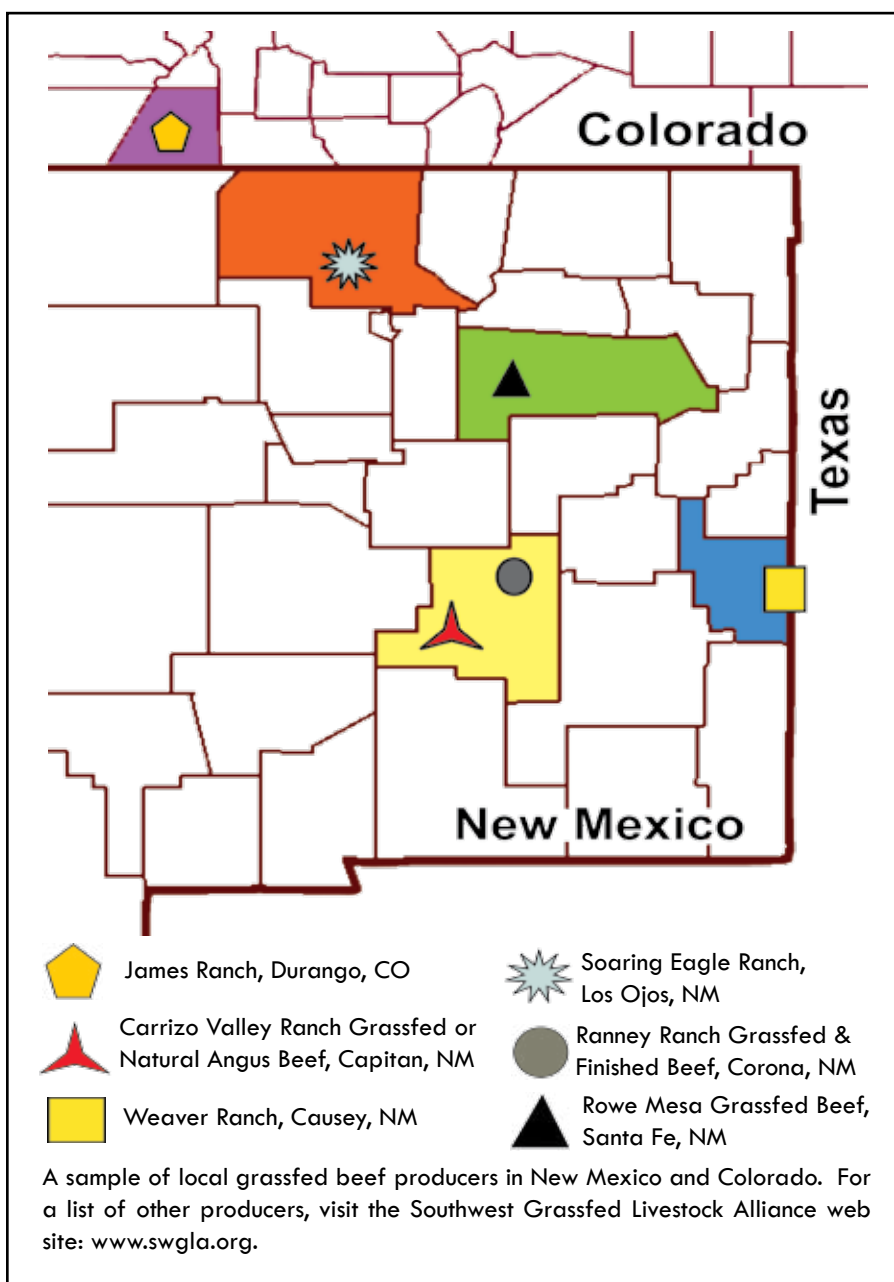 Colorado
Texas
New Mexico
James Ranch, Durango, CO
Soaring Eagle Ranch,
Los Ojos, NM
Carrizo Valley Ranch Grassfed or
Natural Angus Beef, Capitan, NM
Ranney Ranch Grassfed &
Finished Beef, Corona, NM
Weaver Ranch, Causey, NM
Rowe Mesa Grassfed Beef,
Santa Fe, NM
A sample of local grassfed beef producers in New Mexico and Colorado. For
a list of other producers, visit the Southwest Grassfed Livestock Alliance web
site: www.swgla.org.